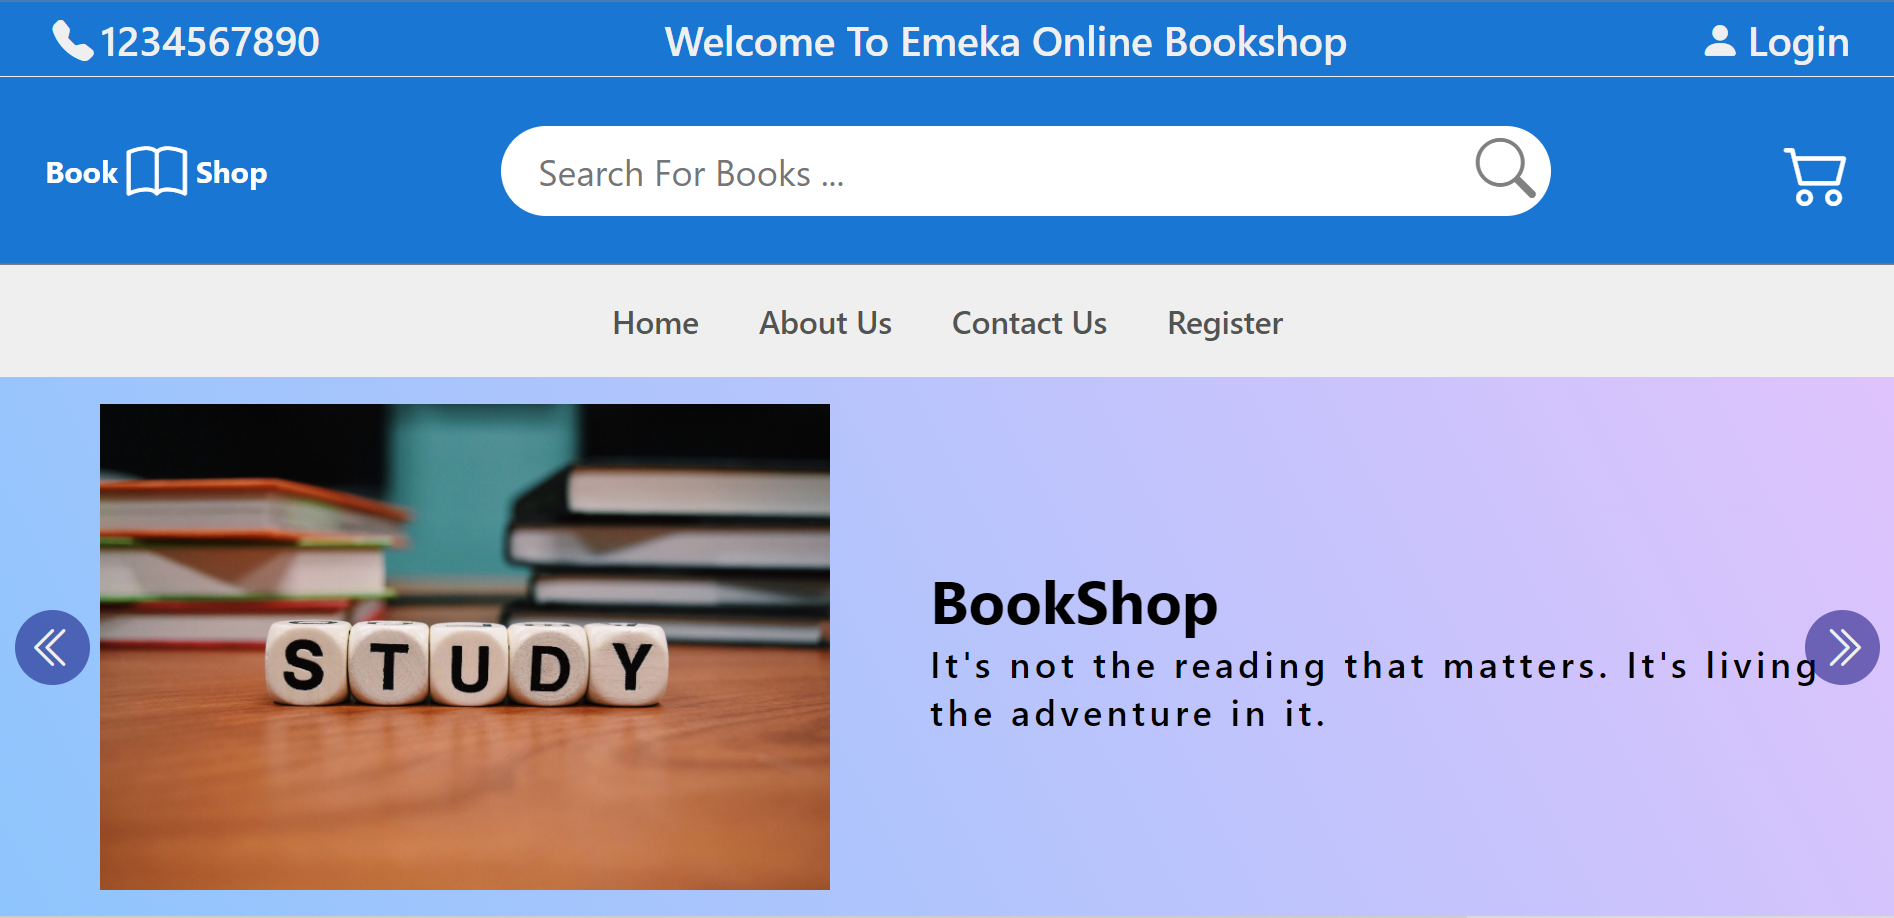 1234567890
Welcome To Emeka Online Bookshop
Login
Book Shop
Search For Books ...
Home
About Us
Contact Us
Register
STUDY
BookShop
It's not the reading that matters. It's living
the adventure in it.